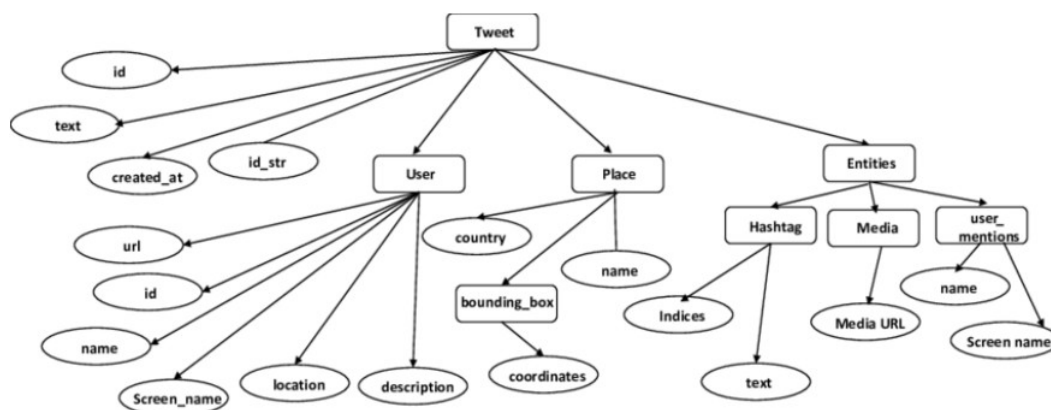 Tweet
id
text
created_at
id_str
User
Place
Entities
url
id
name
Screen_name
location
description
country
name
bounding_box
coordinates
Hashtag
Media
user_
mentions
Indices
text
Media URL
name
Screen name